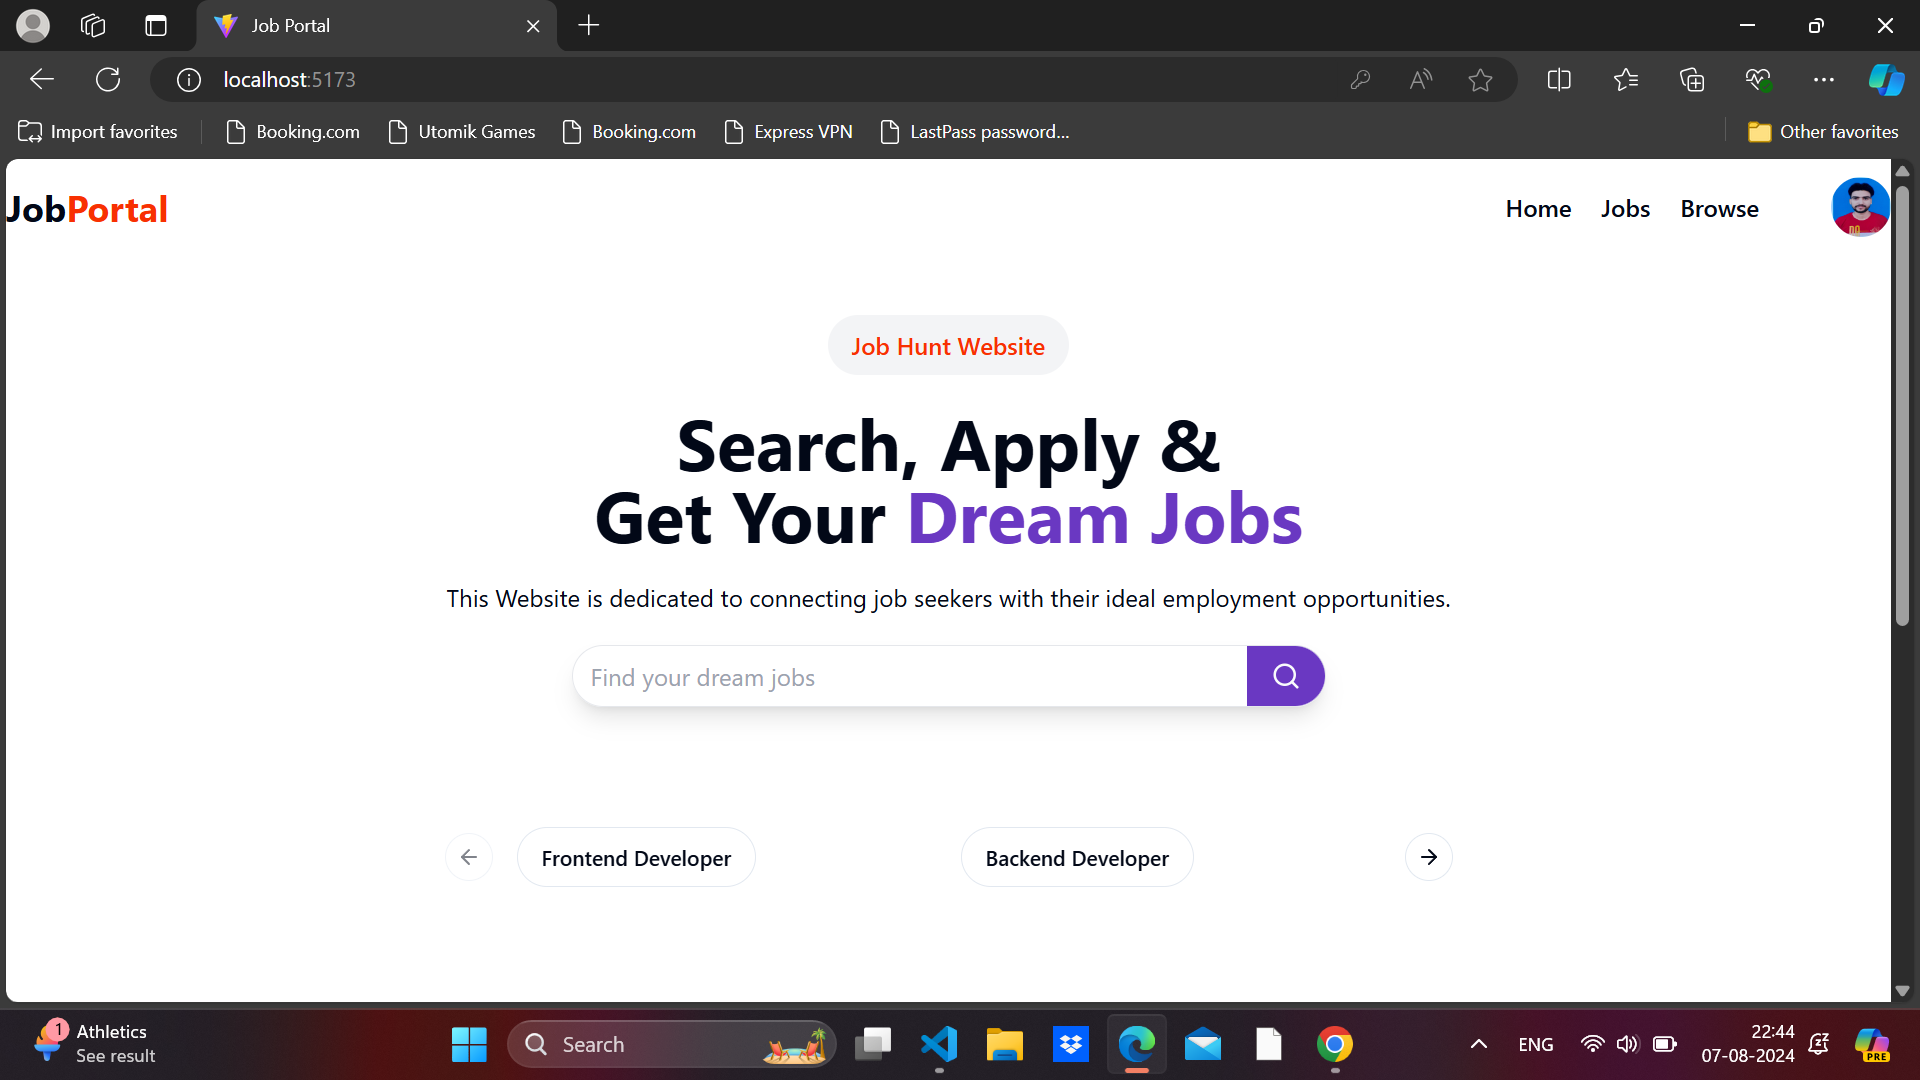 Job Portal
localhost:5173
Import favorites
Booking.com
Utomik Games
Booking.com
Express VPN
LastPass password...
Other favorites
JobPortal
Home
Jobs
Browse
Job Hunt Website
Search, Apply &
Get Your Dream Jobs
This Website is dedicated to connecting job seekers with their ideal employment opportunities.
Find your dream jobs
Frontend Developer
Backend Developer
1
Athletics
See result
Search
ENG
22:44
07-08-2024
PRE